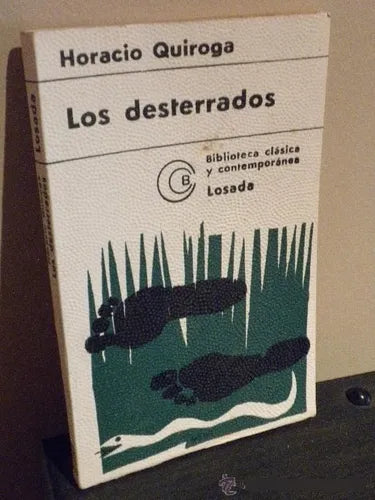 Horacio Quiroga
Los desterrados
B
Biblioteca clásica
y contemporánea
Losada
Losada